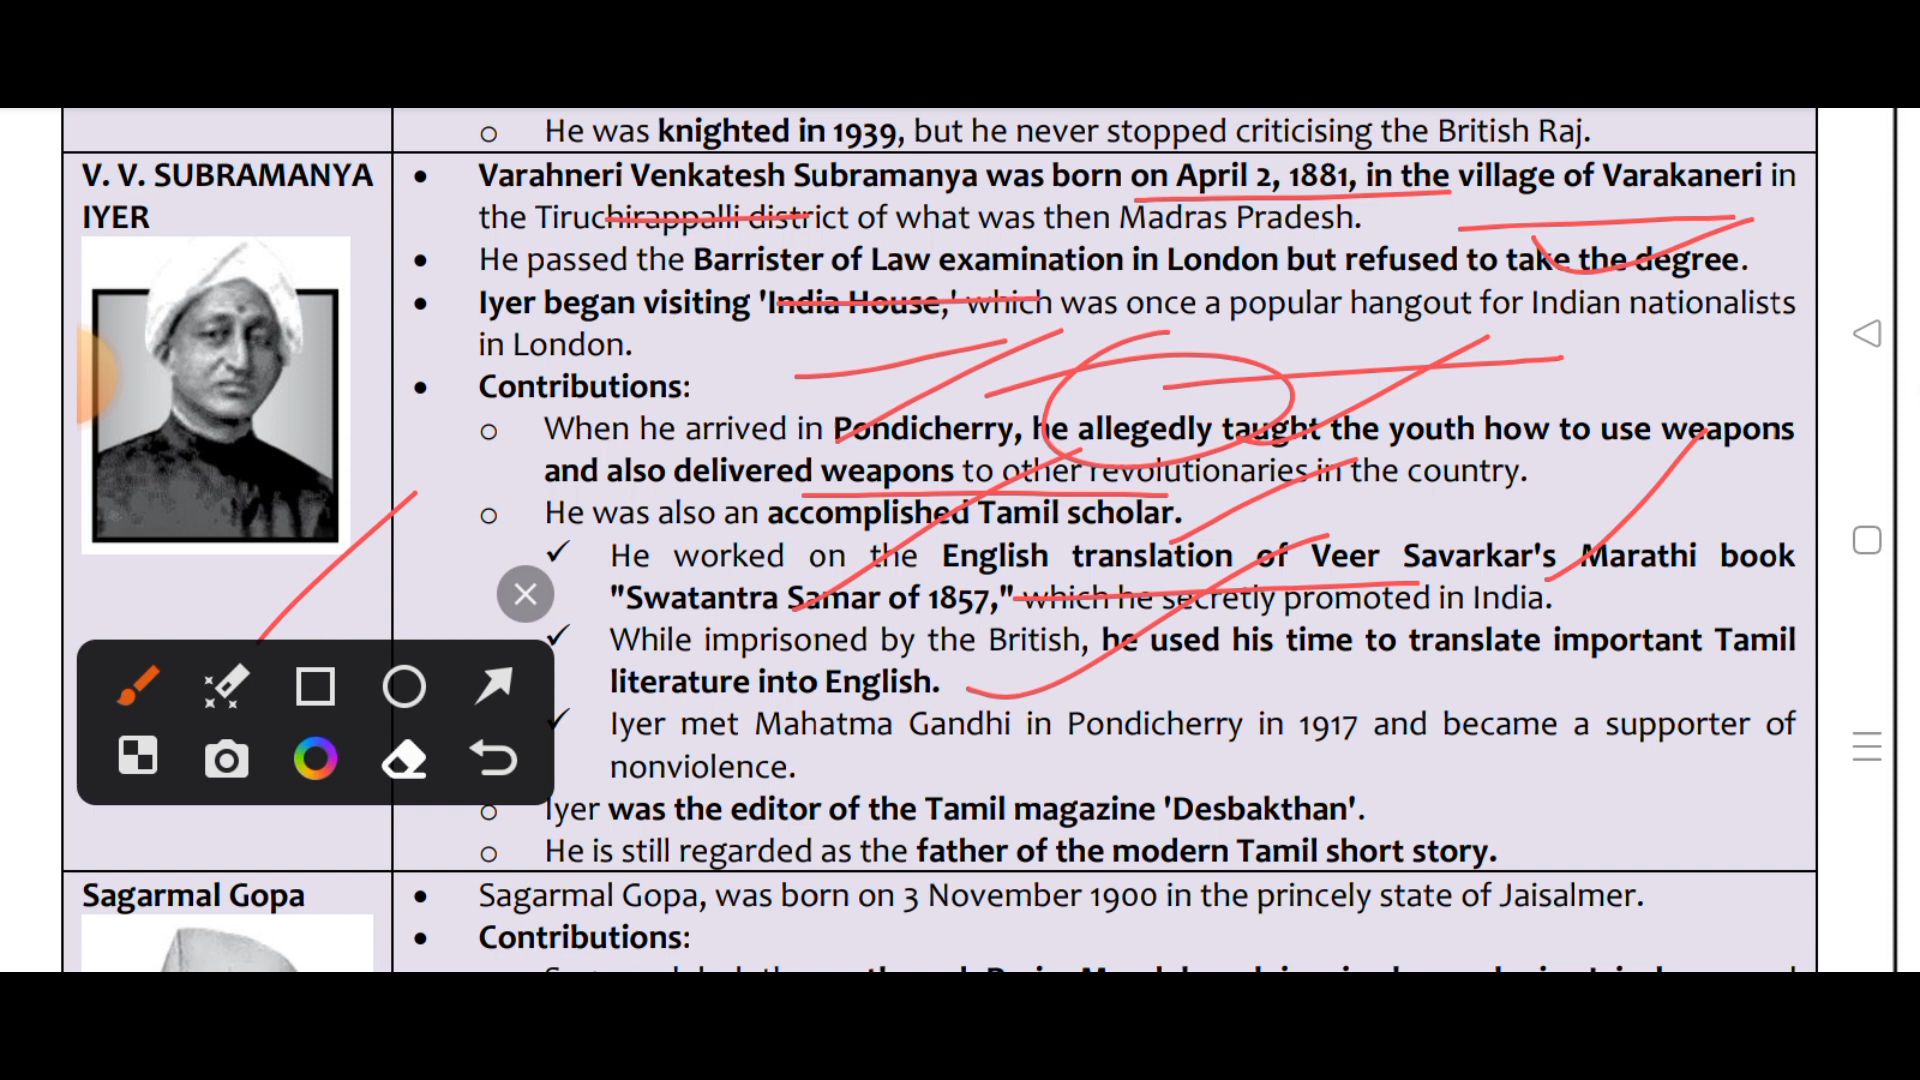 o He was knighted in 1939, but he never stopped criticising the British Raj.
V. V. SUBRAMANYA
IYER
• Varahneri Venkatesh Subramanya was born on April 2, 1881, in the village of Varakaneri in
the Tiruchirappalli district of what was then Madras Pradesh.
• He passed the Barrister of Law examination in London but refused to take the degree.
• Iyer began visiting 'India House,' which was once a popular hangout for Indian nationalists
in London.
• Contributions:
o When he arrived in Pondicherry, he allegedly taught the youth how to use weapons
and also delivered weapons to other revolutionaries in the country.
o He was also an accomplished Tamil scholar.
✓ He worked on the English translation of Veer Savarkar's Marathi book
"Swatantra Samar of 1857," which he secretly promoted in India.
✓ While imprisoned by the British, he used his time to translate important Tamil
literature into English.
✓ Iyer met Mahatma Gandhi in Pondicherry in 1917 and became a supporter of
nonviolence.
o Iyer was the editor of the Tamil magazine 'Desbakthan'.
o He is still regarded as the father of the modern Tamil short story.
Sagarmal Gopa
• Sagarmal Gopa, was born on 3 November 1900 in the princely state of Jaisalmer.
• Contributions: